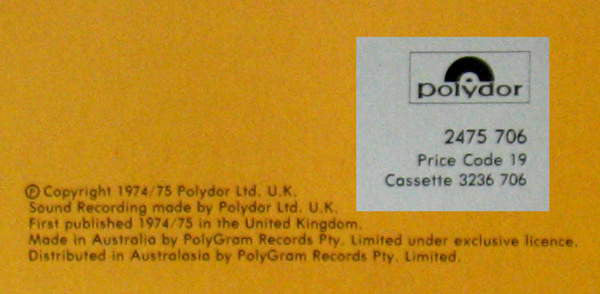 polydor
2475 706
Price Code 19
Cassette 3236 706
Ⓟ Copyright 1974/75 Polydor Ltd. U.K.
Sound Recording made by Polydor Ltd. U.K.
First published 1974/75 in the United Kingdom.
Made in Australia by PolyGram Records Pty. Limited under exclusive licence.
Distributed in Australasia by PolyGram Records Pty. Limited.